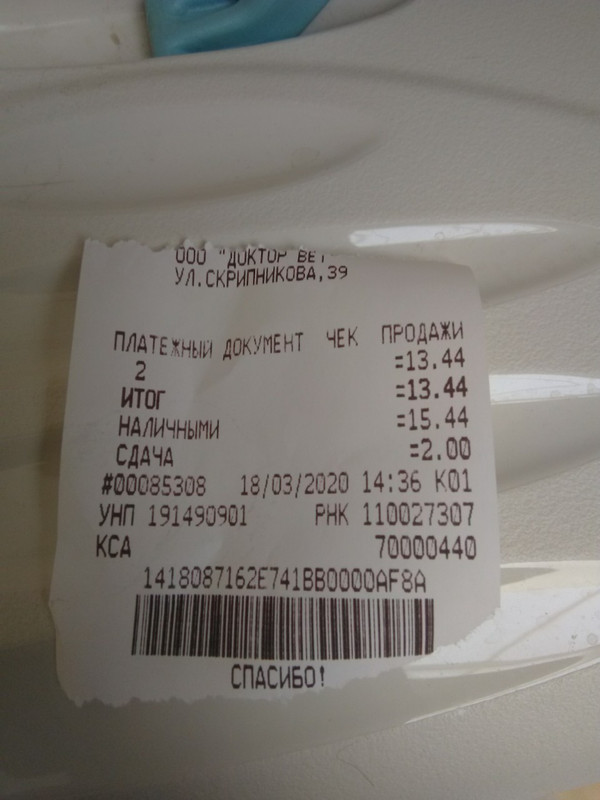 ООО "ДОКТОР ВЕТ
УЛ.СКРИПНИКОВА,39
ПЛАТЕЖНЫЙ ДОКУМЕНТ ЧЕК ПРОДАЖИ
2 =13.44
ИТОГ =13.44
НАЛИЧНЫМИ =15.44
СДАЧА =2.00
#00085308 18/03/2020 14:36 К01
УНП 191490901 РНК 110027307
КСА 70000440
1418087162E741BB0000AF8A
СПАСИБО!